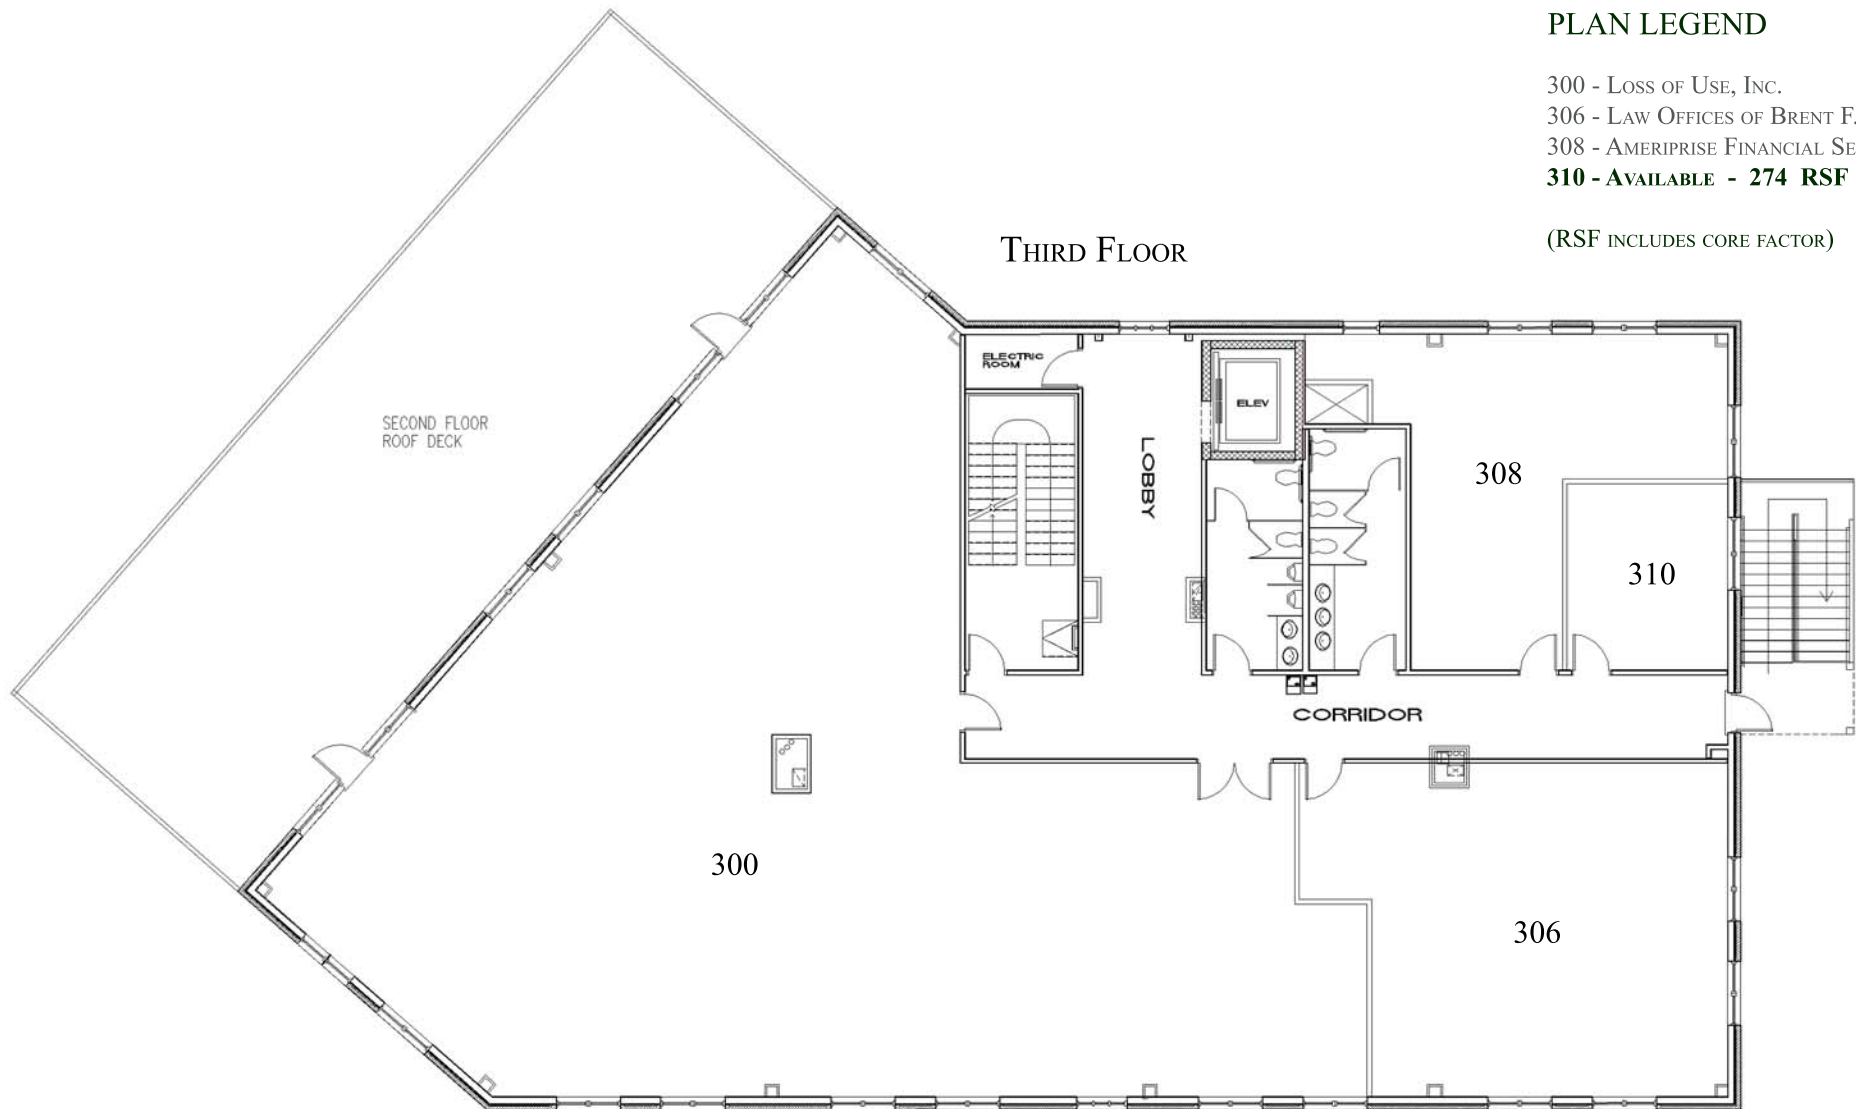 PLAN LEGEND
300 - Loss of Use, Inc.
306 - Law Offices of Brent F.
308 - Ameriprise Financial
310 - Available - 274 RSF
(RSF includes core factor)
Third Floor
ELECTRIC
ROOM
ELEV
SECOND FLOOR
ROOF DECK
LOBBY
308
310
CORRIDOR
300
306